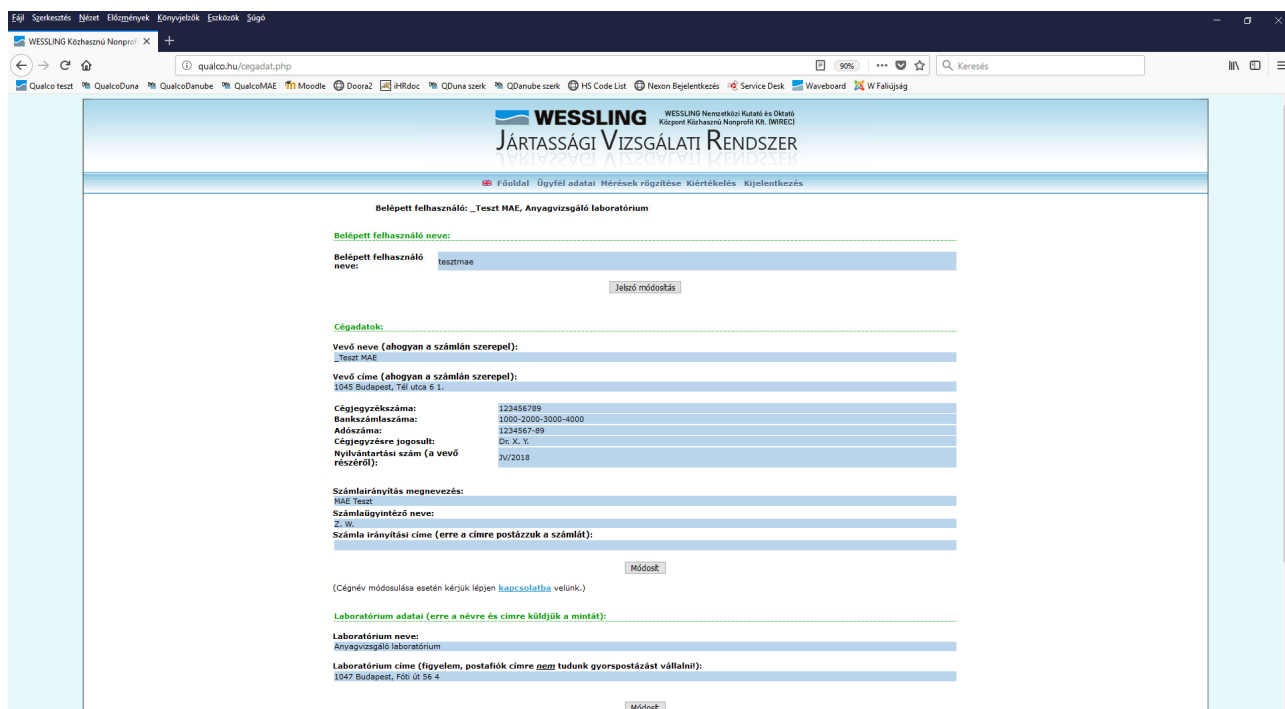 Fájl Szerkesztés Nézet Előzmények Könyvjelzők Eszközök Súgó
WESSLING Közhasznú Nonprofi
qualco.hu/cegadat.php
90%
Keresés
Qualco teszt QualcoDuna QualcoDanube QualcoMAE Moodle Doora2 iHRdoc QDuna szerk QDanube szerk HS Code List Nexon Bejelentkezés Service Desk Waveboard W Faliújság
WESSLING WESSLING Nemzetközi Kutató és Oktató
Központ Közhasznú Nonprofit Kft. (WIREC)
JÁRTASSÁGI VIZSGÁLATI RENDSZER
Főoldal Ügyfél adatai Mérések rögzítése Kiértékelés Kijelentkezés
Belépett felhasználó: _Teszt MAE, Anyagvizsgáló laboratórium
Belépett felhasználó neve:
Belépett felhasználó neve: tesztmae
Jelszó módosítás
Cégadatok:
Vevő neve (ahogyan a számlán szerepel):
_Teszt MAE
Vevő címe (ahogyan a számlán szerepel):
1045 Budapest, Tél utca 6 1.
Cégjegyzékszáma: 123456789
Bankszámlaszáma: 1000-2000-3000-4000
Adószáma: 1234567-89
Cégjegyzésre jogosult: Dr. X. Y.
Nyilvántartási szám (a vevő részéről): JV/2018
Számlairányítás megnevezés:
MAE Teszt
Számlaügyintéző neve:
Z. W.
Számla irányítási címe (erre a címre postázzuk a számlát):
Módosít
(Cégnév módosulása esetén kérjük lépjen kapcsolatba velünk.)
Laboratórium adatai (erre a névre és címre küldjük a mintát):
Laboratórium neve:
Anyagvizsgáló laboratórium
Laboratórium címe (figyelem, postafiók címre nem tudunk gyorspostázást vállalni!):
1047 Budapest, Fóti út 56 4
Módosít